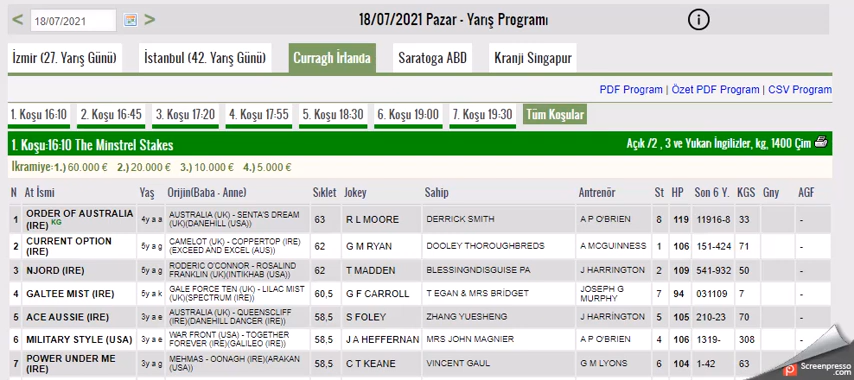 < 18/07/2021 > 18/07/2021 Pazar - Yarış Programı
İzmir (27. Yarış Günü) İstanbul (42. Yarış Günü) Curragh İrlanda Saratoga ABD Kranji Singapur
PDF Program | Özet PDF Program | CSV Program
1. Koşu 16:10 2. Koşu 16:45 3. Koşu 17:20 4. Koşu 17:55 5. Koşu 18:30 6. Koşu 19:00 7. Koşu 19:30 Tüm Koşular
1. Koşu:16:10 The Minstrel Stakes Açık /2 , 3 ve Yukarı İngilizler, kg, 1400 Çim
İkramiye:1.) 60.000 € 2.) 20.000 € 3.) 10.000 € 4.) 5.000 €
N At İsmi Yaş Orijin(Baba - Anne) Sıklet Jokey Sahip Antrenör St HP Son 6 Y. KGS Gny AGF
1 ORDER OF AUSTRALIA (IRE) KG 4y a a AUSTRALIA (UK) - SENTA'S DREAM (UK)(DANEHILL (USA)) 63 R L MOORE DERRICK SMITH A P O'BRIEN 8 119 11916-8 33 -
2 CURRENT OPTION (IRE) 5y a g CAMELOT (UK) - COPPERTOP (IRE) (EXCEED AND EXCEL (AUS)) 62 G M RYAN DOOLEY THOROUGHBREDS A MCGUINNESS 1 106 151-424 71 -
3 NJORD (IRE) 5y a g RODERIC O'CONNOR - ROSALIND FRANKLIN (UK)(INTIKHAB (USA)) 62 T MADDEN BLESSINGNDISGUISE PA J HARRINGTON 2 109 541-932 50 -
4 GALTEE MIST (IRE) 5y a k GALE FORCE TEN (UK) - LILAC MIST (UK)(SPECTRUM (IRE)) 60,5 G F CARROLL T EGAN & MRS BRİDGET JOSEPH G MURPHY 7 94 031109 7 -
5 ACE AUSSIE (IRE) 3y a e AUSTRALIA (UK) - QUEENSCLIFF (IRE)(DANEHILL DANCER (IRE)) 58,5 S FOLEY ZHANG YUESHENG J HARRİNGTON 5 105 210-23 70 -
6 MILITARY STYLE (USA) 3y a e WAR FRONT (USA) - TOGETHER FOREVER (IRE)(GALILEO (IRE)) 58,5 J A HEFFERNAN MRS JOHN MAGNIER A P O'BRIEN 4 106 1319- 308 -
7 POWER UNDER ME (IRE) 3y a g MEHMAS - OONAGH (IRE)(ARAKAN (USA)) 58,5 C T KEANE VINCENT GAUL G M LYONS 6 104 1-42 63 -
Screenpresso
.com